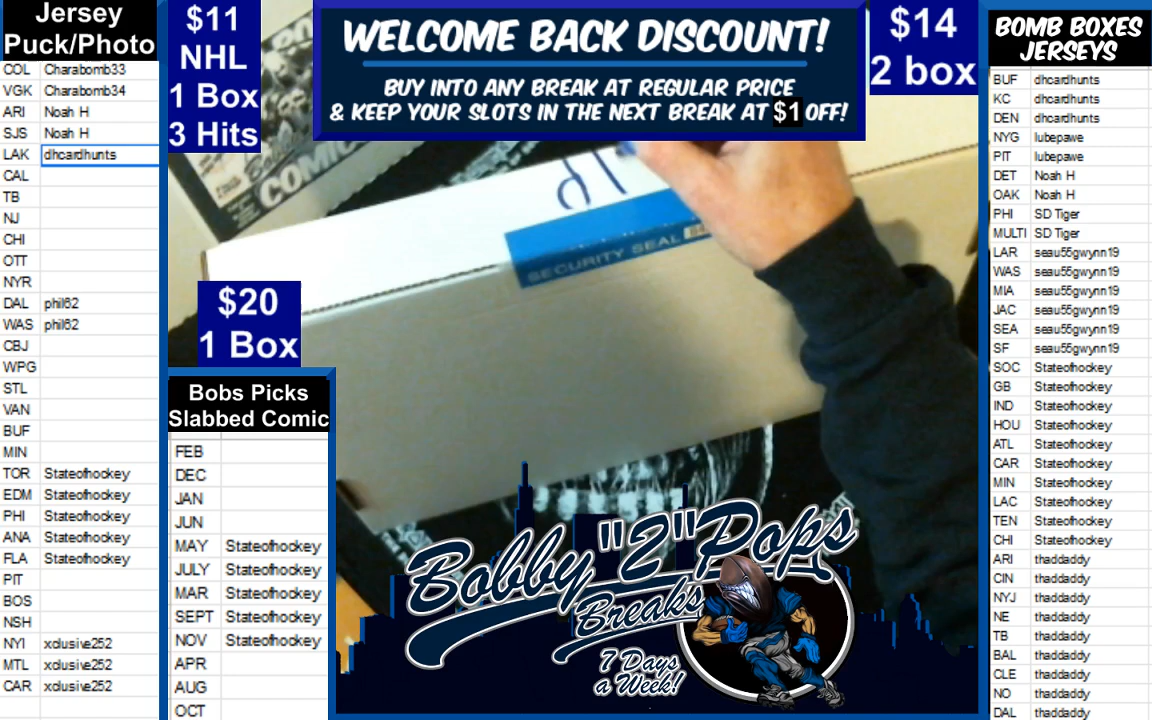 Jersey
Puck/Photo
COL Charabomb33
VGK Charabomb34
ARI Noah H
SJS Noah H
LAK dhcardhunts
CAL
TB
NJ
CHI
OTT
NYR
DAL phil62
WAS phil62
CBJ
WPG
STL
VAN
BUF
MIN
TOR Stateofhockey
EDM Stateofhockey
PHI Stateofhockey
ANA Stateofhockey
FLA Stateofhockey
PIT
BOS
NSH
NYI xclusive252
MTL xclusive252
CAR xclusive252
$11
NHL
1 Box
3 Hits
WELCOME BACK DISCOUNT!
BUY INTO ANY BREAK AT REGULAR PRICE
& KEEP YOUR SLOTS IN THE NEXT BREAK AT $1 OFF!
$14
2 box
COMIC
SECURITY SEAL
$20
1 Box
Bobs Picks
Slabbed Comic
FEB
DEC
JAN
JUN
MAY Stateofhockey
JULY Stateofhockey
MAR Stateofhockey
SEPT Stateofhockey
NOV Stateofhockey
APR
AUG
OCT
Bobby "2" Pops
Breaks
7 Days
a Week!
BOMB BOXES
JERSEYS
BUF dhcardhunts
KC dhcardhunts
DEN dhcardhunts
NYG lubepawe
PIT lubepawe
DET Noah H
OAK Noah H
PHI SD Tiger
MULTI SD Tiger
LAR seau55gwynn19
WAS seau55gwynn19
MIA seau55gwynn19
JAC seau55gwynn19
SEA seau55gwynn19
SF seau55gwynn19
SOC Stateofhockey
GB Stateofhockey
IND Stateofhockey
HOU Stateofhockey
ATL Stateofhockey
CAR Stateofhockey
MIN Stateofhockey
LAC Stateofhockey
TEN Stateofhockey
CHI Stateofhockey
ARI thaddaddy
CIN thaddaddy
NYJ thaddaddy
NE thaddaddy
TB thaddaddy
BAL thaddaddy
CLE thaddaddy
NO thaddaddy
DAL thaddaddy